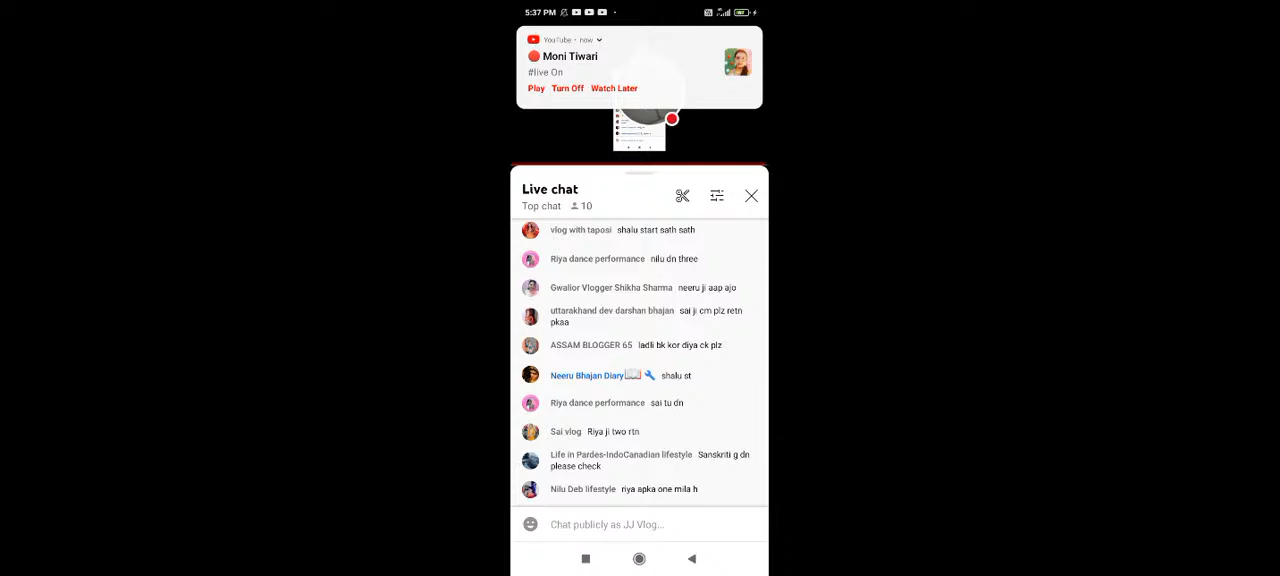 5:37 PM
YouTube • now
Moni Tiwari
#live On
Play Turn Off Watch Later
Live chat
Top chat 10
vlog with taposi shalu start sath sath
Riya dance performance nilu dn three
Gwalior Vlogger Shikha Sharma neeru ji aap ajo
uttarakhand dev darshan bhajan sai ji cm plz retn
pkaa
ASSAM BLOGGER 65 ladli bk kor diya ck plz
Neeru Bhajan Diary shalu st
Riya dance performance sai tu dn
Sai vlog Riya ji two rtn
Life in Pardes-IndoCanadian lifestyle Sanskriti g dn
please check
Nilu Deb lifestyle riya apka one mila h
Chat publicly as JJ Vlog...